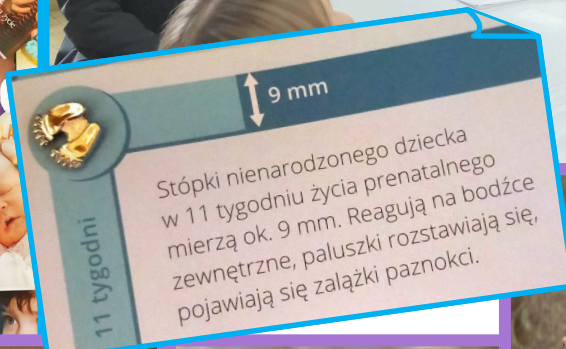 9 mm
Stópki nienarodzonego dziecka
w 11 tygodniu życia prenatalnego
mierzą ok. 9 mm. Reagują na bodźce
zewnętrzne, paluszki rozstawiają się,
pojawiają się zalążki paznokci.
11 tygodni